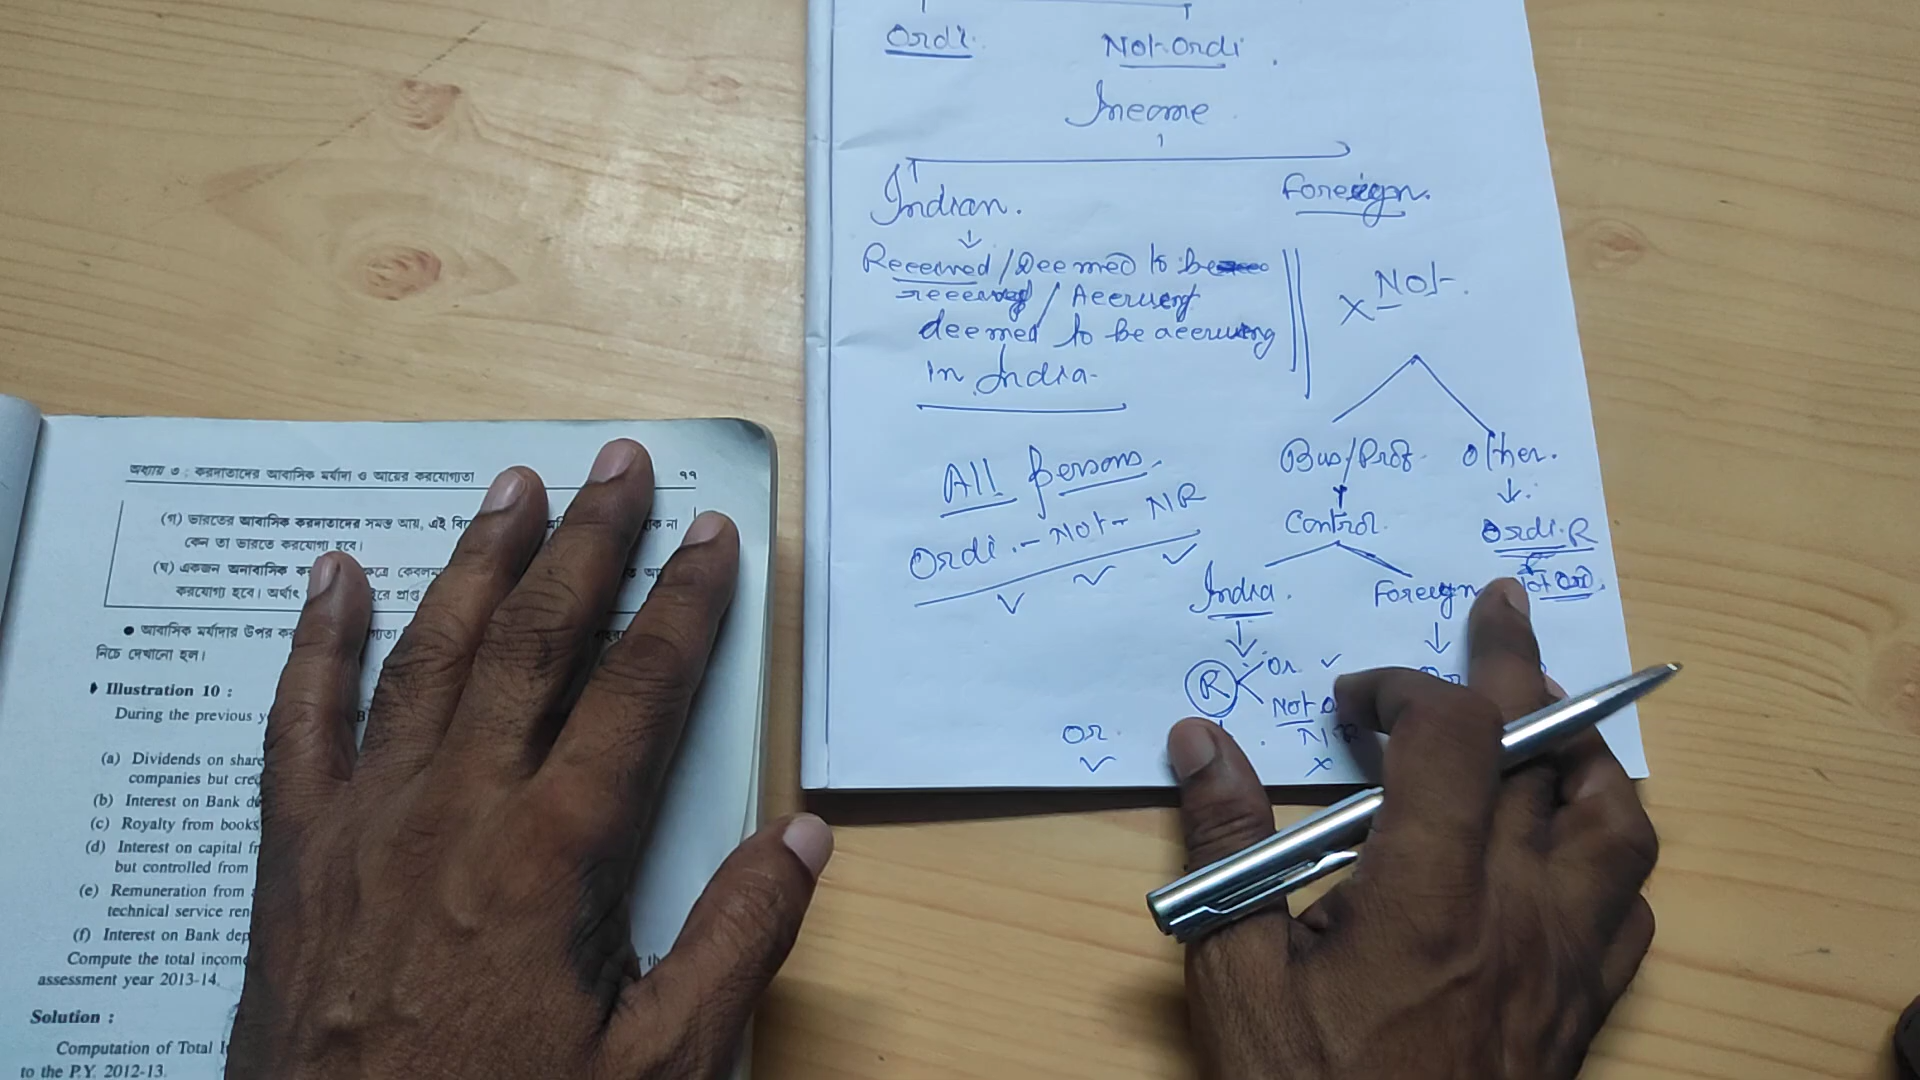 অধ্যায় ৩ : করদাতাদের আবাসিক মর্যাদা ও আয়ের করযোগ্যতা ৭৭
(গ) ভারতের আবাসিক করদাতাদের সমস্ত আয়, এই না
কেন তা ভারতে করযোগ্য হবে।
(ঘ) একজন অনাবাসিক
করযোগ্য হবে। অর্থাৎ
● আবাসিক মর্যাদার উপর
নিচে দেখানো হল।
Illustration 10 :
During the previous
(a) Dividends on share
companies but
(b) Interest on Bank
(c) Royalty from books
(d) Interest on capital
but controlled from
(e) Remuneration from
technical service
(f) Interest on Bank
Compute the total
assessment year 2013-14.
Solution :
Computation of Total
to the P.Y. 2012-13.
Ordi. Not-Ordi
Income
Indian. Foreign.
Received / Deemed to be
received / Accruing
deemed to be accruing
in India-
X Not-
All Persons.
Ordi. - Not - NR
Bus/Prof. Other.
Control.
Ordi. R
Not Ord.
India. Foreign
R Or
Not
NR
Or